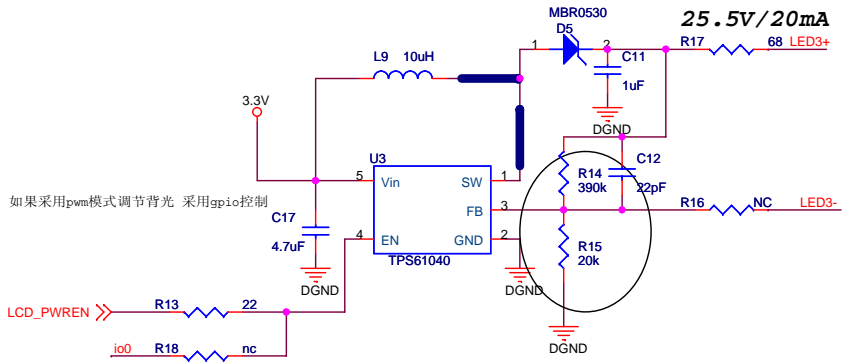 MBR0530
25.5V/20mA
D5
L9 10uH
1 2
R17 68 LED3+
C11
1uF
DGND
3.3V
U3
5 Vin SW 1
FB 3
4 EN GND 2
TPS61040
R14
390k
C12
22pF
R16 NC LED3-
如果采用pwm模式调节背光 采用gpio控制
C17
4.7uF
R15
20k
DGND
DGND
DGND
LCD_PWREN R13 22
io0 R18 nc